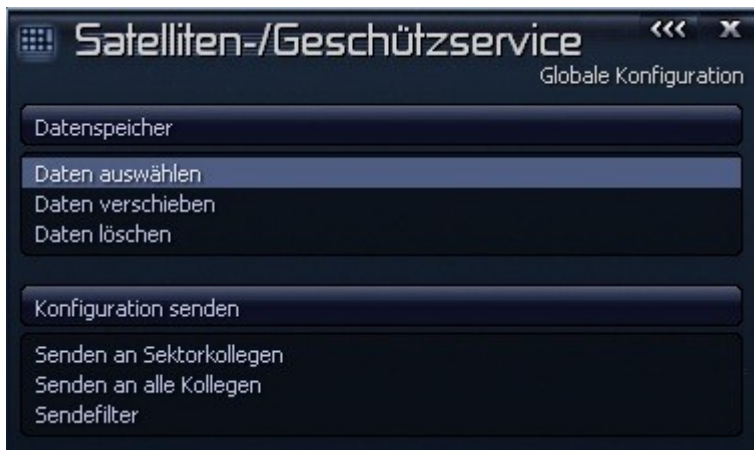 Satelliten-/Geschützservice
<<< X
Globale Konfiguration
Datenspeicher
Daten auswählen
Daten verschieben
Daten löschen
Konfiguration senden
Senden an Sektorkollegen
Senden an alle Kollegen
Sendefilter